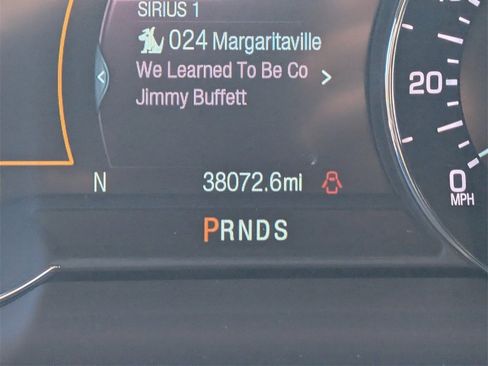 SIRIUS 1
024 Margaritaville
We Learned To Be Co
Jimmy Buffett
20
N 38072.6mi
0
MPH
PRNDS